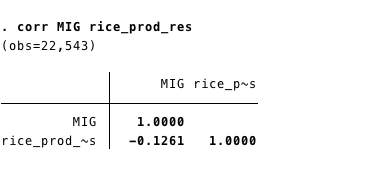 . corr MIG rice_prod_res
(obs=22,543)
MIG rice_p~s
MIG 1.0000
rice_prod_~s -0.1261 1.0000